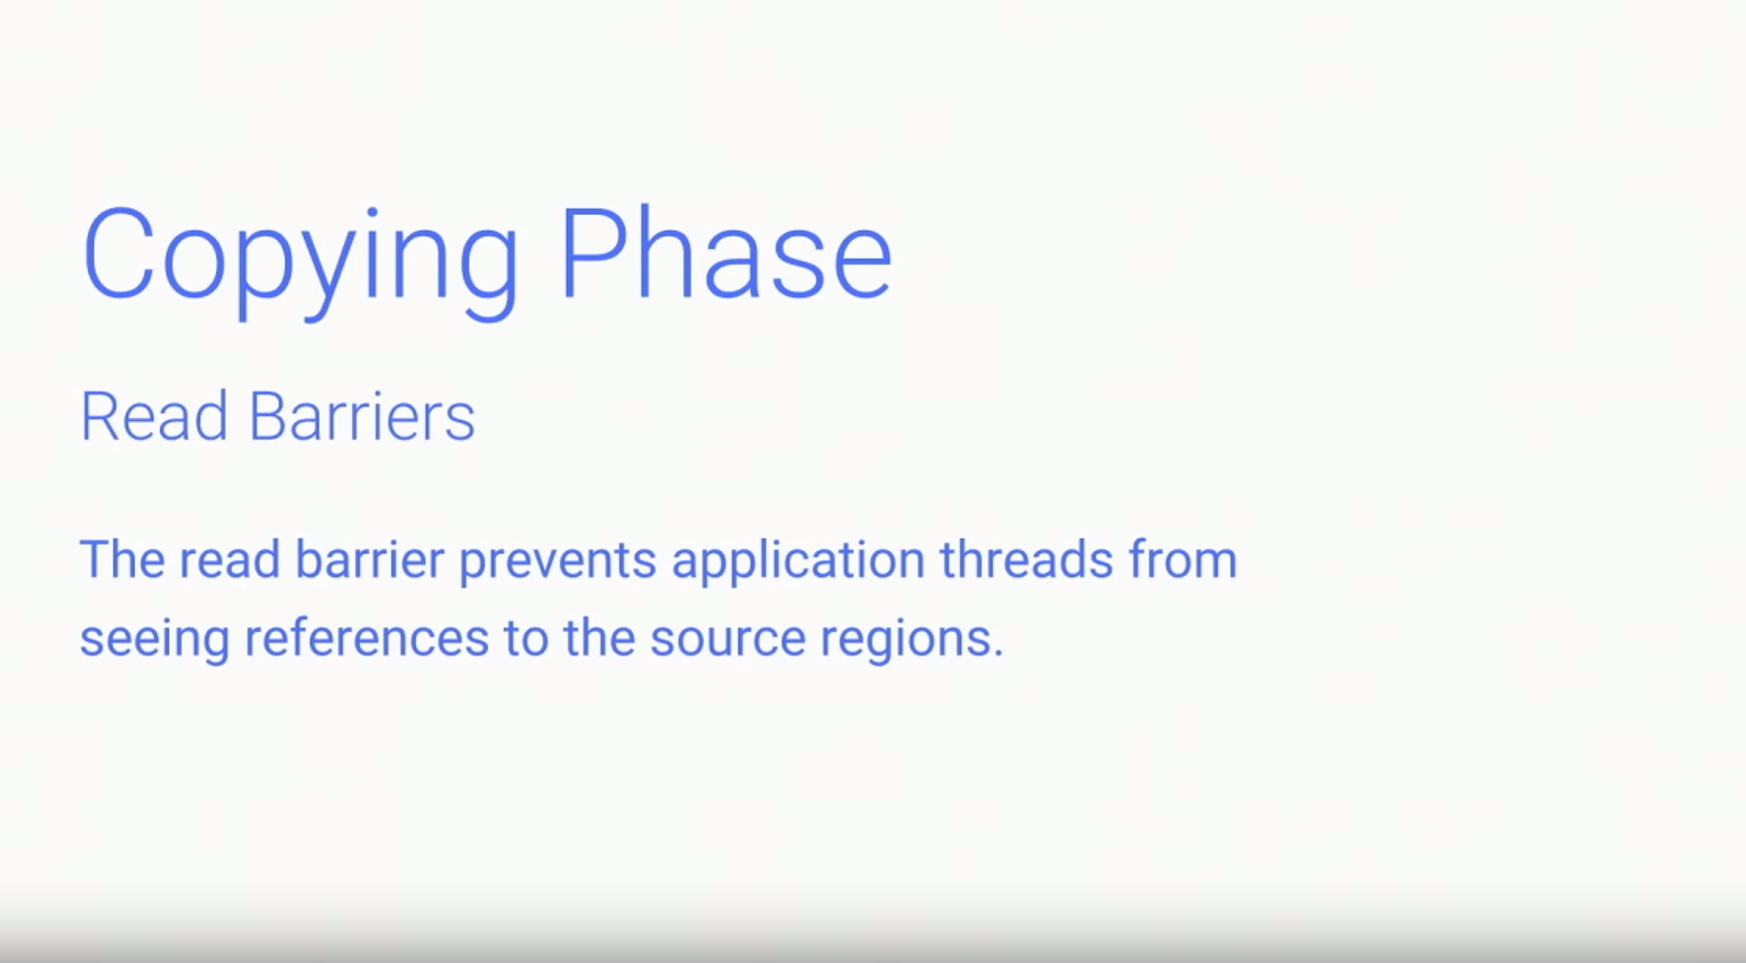 Copying Phase
Read Barriers
The read barrier prevents application threads from
seeing references to the source regions.